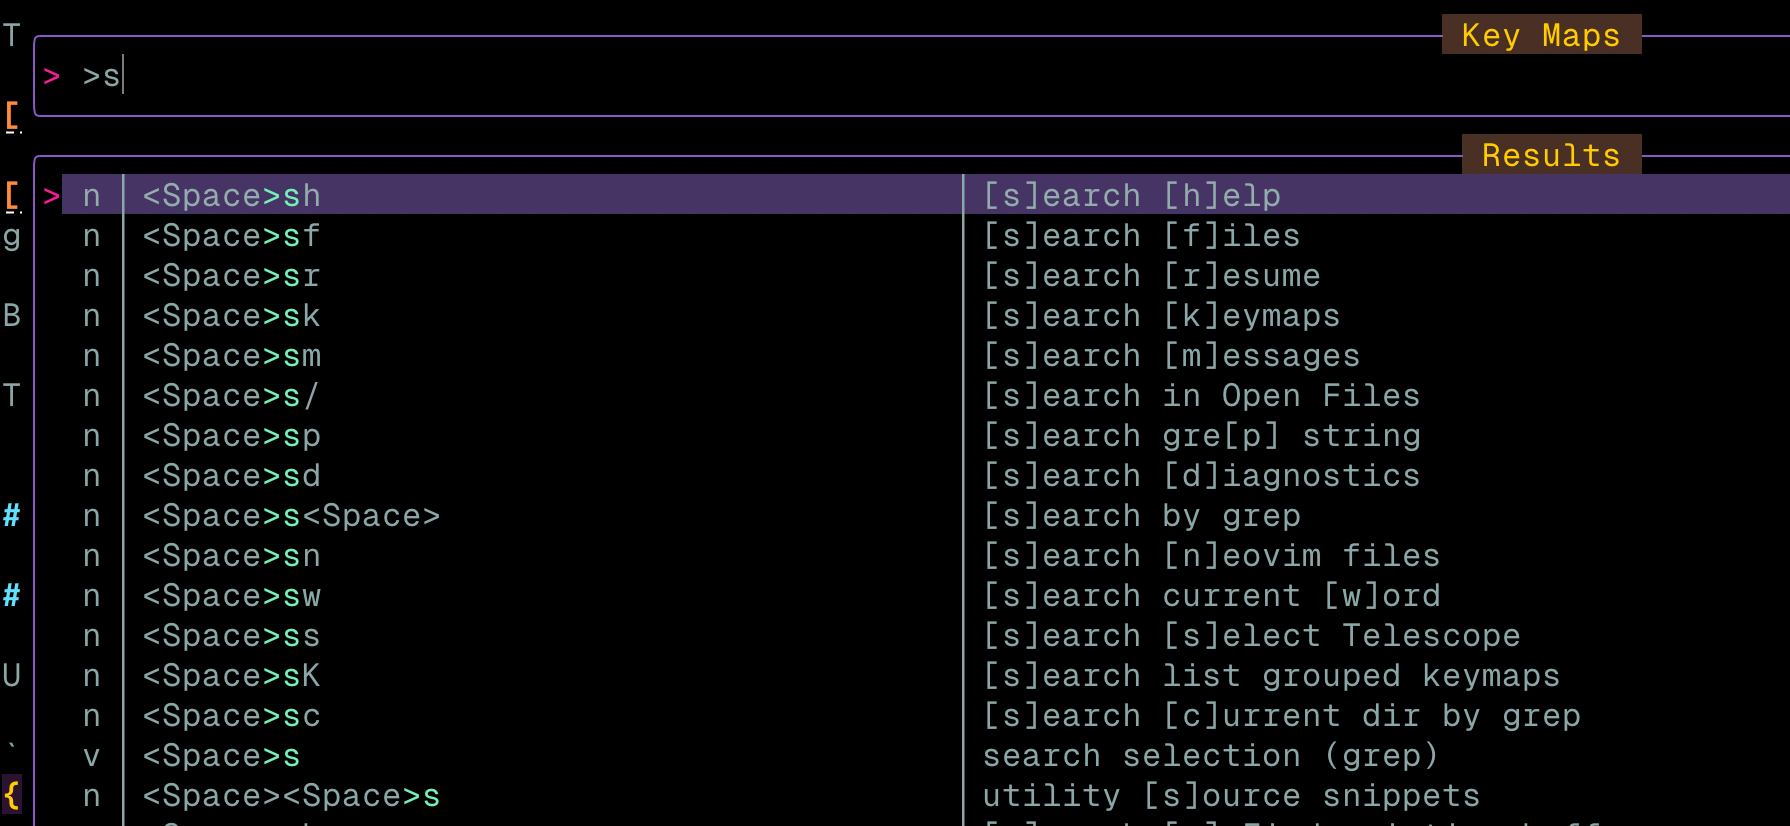 T
Key Maps
> >s
[
Results
[ > n <Space>sh [s]earch [h]elp
g n <Space>sf [s]earch [f]iles
n <Space>sr [s]earch [r]esume
B n <Space>sk [s]earch [k]eymaps
n <Space>sm [s]earch [m]essages
T n <Space>s/ [s]earch in Open Files
n <Space>sp [s]earch gre[p] string
n <Space>sd [s]earch [d]iagnostics
# n <Space>s<Space> [s]earch by grep
n <Space>sn [s]earch [n]eovim files
# n <Space>sw [s]earch current [w]ord
n <Space>ss [s]earch [s]elect Telescope
U n <Space>sK [s]earch list grouped keymaps
n <Space>sc [s]earch [c]urrent dir by grep
` v <Space>s search selection (grep)
{ n <Space><Space>s utility [s]ource snippets